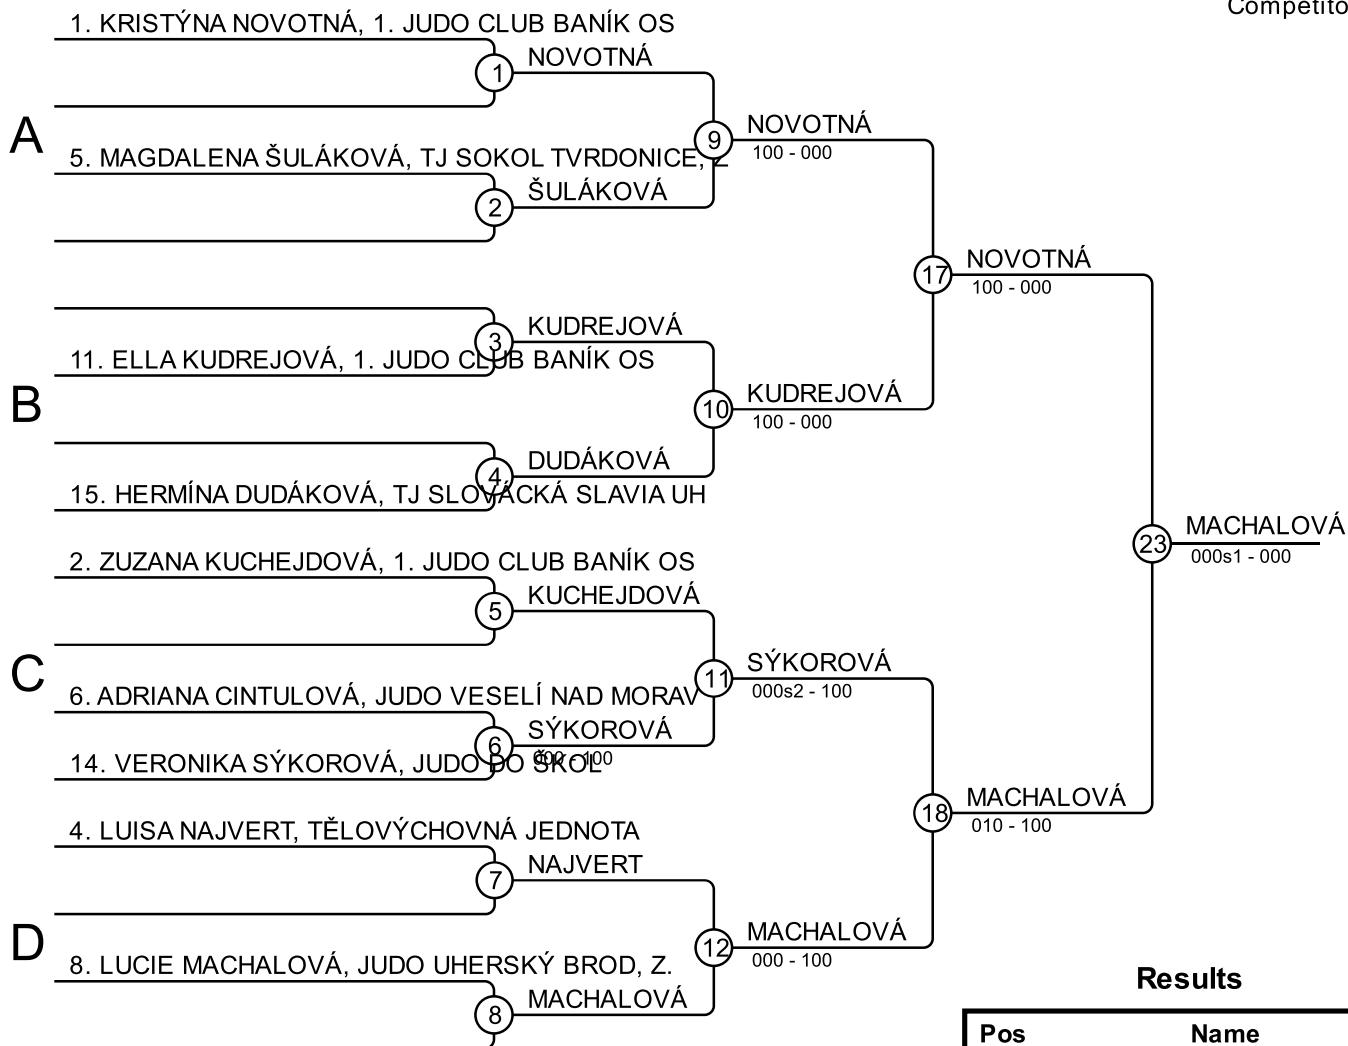 Competito
1. KRISTÝNA NOVOTNÁ, 1. JUDO CLUB BANÍK OS
1
NOVOTNÁ
A
9
NOVOTNÁ
100 - 000
5. MAGDALENA ŠULÁKOVÁ, TJ SOKOL TVRDONICE, Z
2
ŠULÁKOVÁ
17
NOVOTNÁ
100 - 000
3
KUDREJOVÁ
11. ELLA KUDREJOVÁ, 1. JUDO CLUB BANÍK OS
B
10
KUDREJOVÁ
100 - 000
4
DUDÁKOVÁ
15. HERMÍNA DUDÁKOVÁ, TJ SLOVÁCKÁ SLAVIA UH
23
MACHALOVÁ
000s1 - 000
2. ZUZANA KUCHEJDOVÁ, 1. JUDO CLUB BANÍK OS
5
KUCHEJDOVÁ
C
11
SÝKOROVÁ
000s2 - 100
6. ADRIANA CINTULOVÁ, JUDO VESELÍ NAD MORAV
6
SÝKOROVÁ
000 - 100
14. VERONIKA SÝKOROVÁ, JUDO DO ŠKOL
18
MACHALOVÁ
010 - 100
4. LUISA NAJVERT, TĚLOVÝCHOVNÁ JEDNOTA
7
NAJVERT
D
12
MACHALOVÁ
000 - 100
8. LUCIE MACHALOVÁ, JUDO UHERSKÝ BROD, Z.
8
MACHALOVÁ
Results
Pos Name